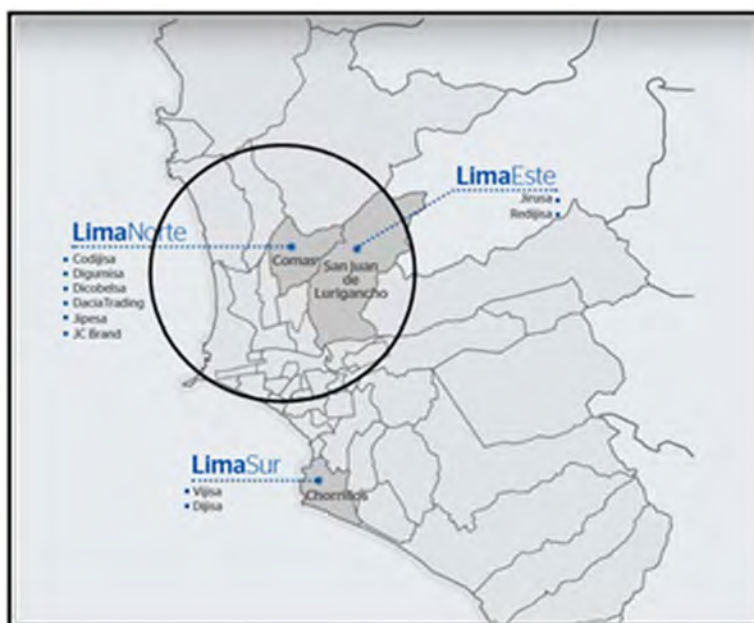 LimaEste
Jirusa
Redijisa
LimaNorte
Codijisa
Digumisa
Dicobelsa
DaciaTrading
Jipesa
JC Brand
Comas
San Juan
de
Lurigancho
LimaSur
Vijisa
Dijisa
Chorrillos